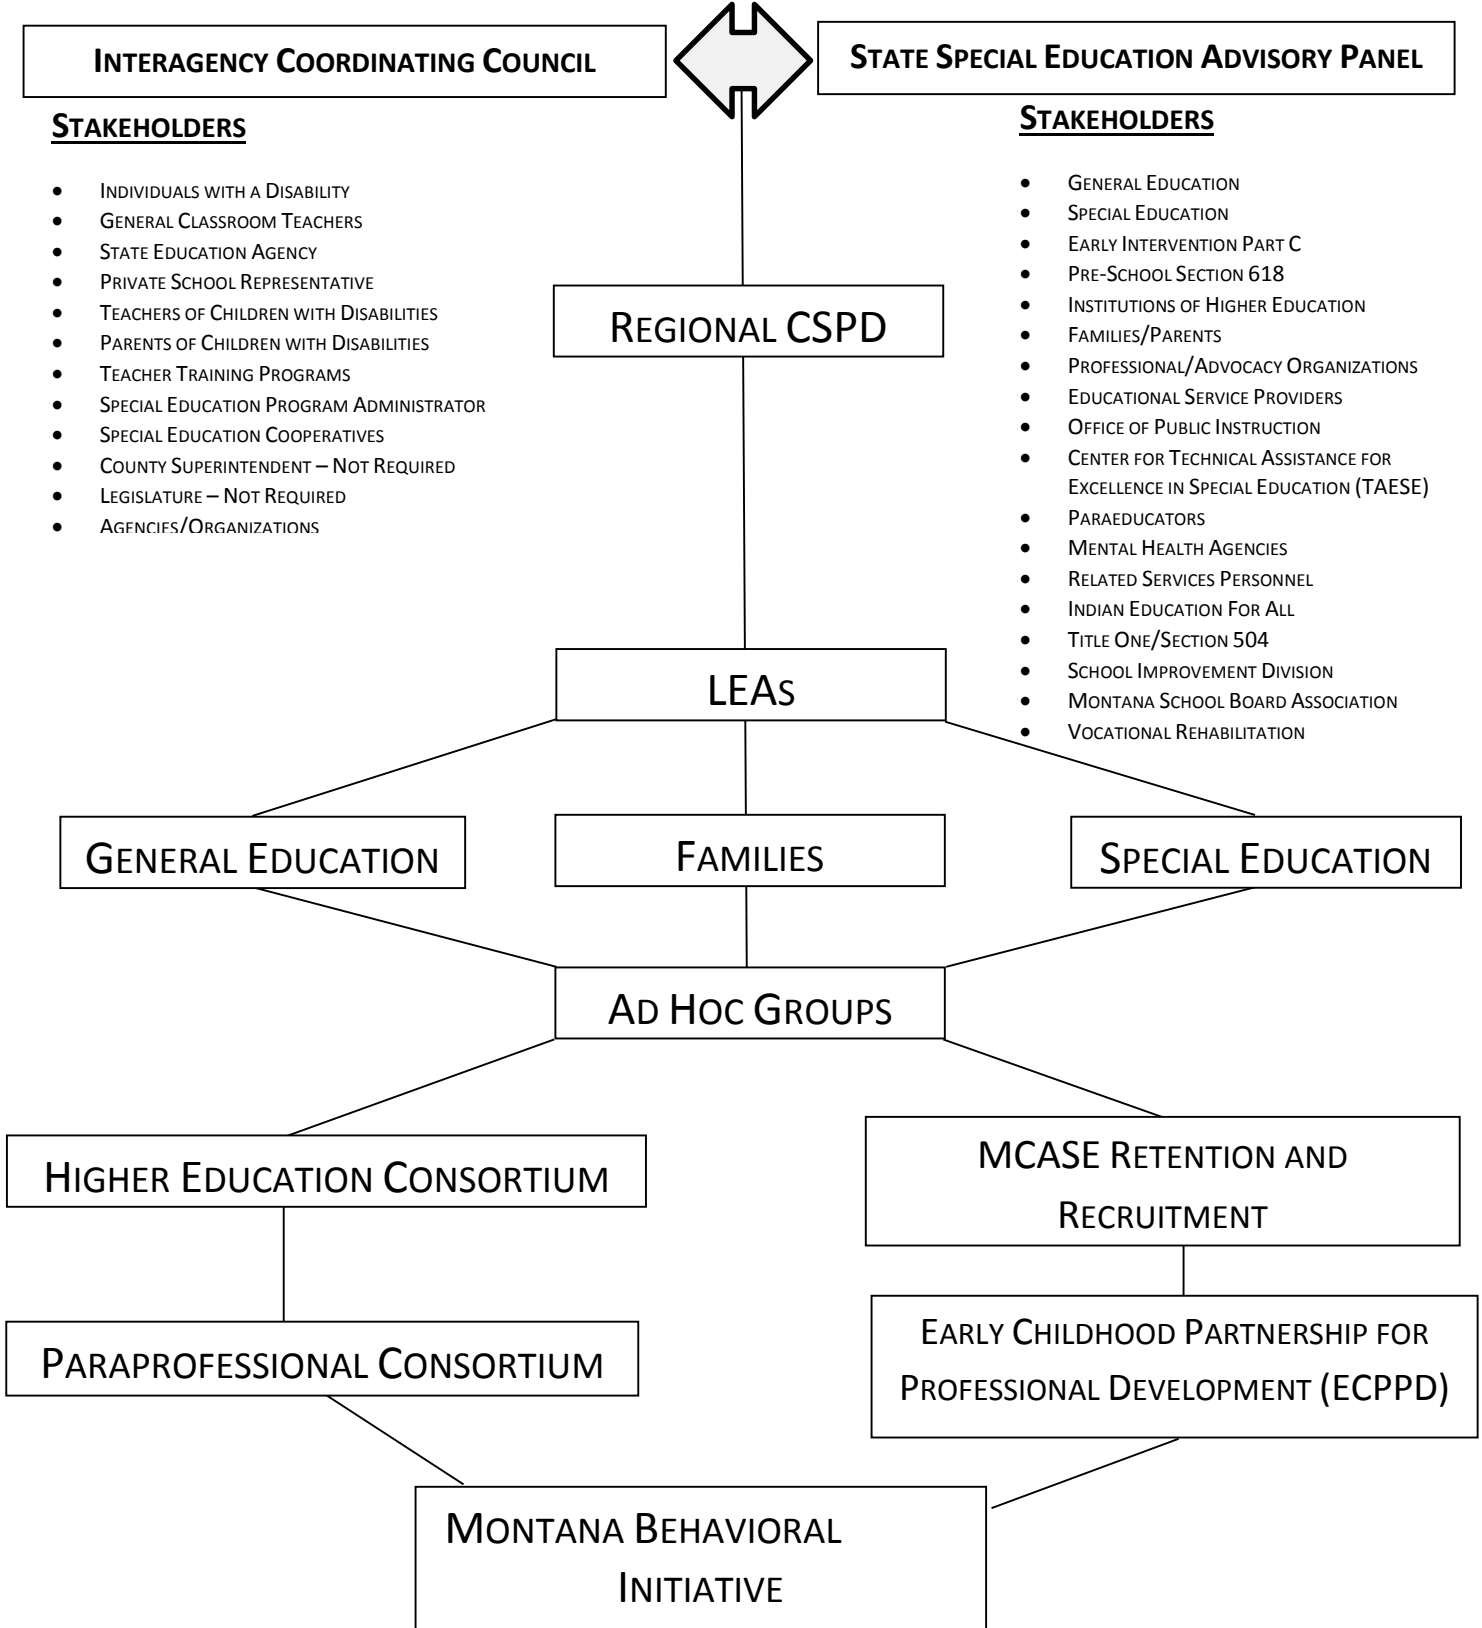 INTERAGENCY COORDINATING COUNCIL
STAKEHOLDERS
• INDIVIDUALS WITH A DISABILITY
• GENERAL CLASSROOM TEACHERS
• STATE EDUCATION AGENCY
• PRIVATE SCHOOL REPRESENTATIVE
• TEACHERS OF CHILDREN WITH DISABILITIES
• PARENTS OF CHILDREN WITH DISABILITIES
• TEACHER TRAINING PROGRAMS
• SPECIAL EDUCATION PROGRAM ADMINISTRATOR
• SPECIAL EDUCATION COOPERATIVES
• COUNTY SUPERINTENDENT – NOT REQUIRED
• LEGISLATURE – NOT REQUIRED
• AGENCIES/ORGANIZATIONS
STATE SPECIAL EDUCATION ADVISORY PANEL
STAKEHOLDERS
• GENERAL EDUCATION
• SPECIAL EDUCATION
• EARLY INTERVENTION PART C
• PRE-SCHOOL SECTION 618
• INSTITUTIONS OF HIGHER EDUCATION
• FAMILIES/PARENTS
• PROFESSIONAL/ADVOCACY ORGANIZATIONS
• EDUCATIONAL SERVICE PROVIDERS
• OFFICE OF PUBLIC INSTRUCTION
• CENTER FOR TECHNICAL ASSISTANCE FOR
EXCELLENCE IN SPECIAL EDUCATION (TAESE)
• PARAEDUCATORS
• MENTAL HEALTH AGENCIES
• RELATED SERVICES PERSONNEL
• INDIAN EDUCATION FOR ALL
• TITLE ONE/SECTION 504
• SCHOOL IMPROVEMENT DIVISION
• MONTANA SCHOOL BOARD ASSOCIATION
• VOCATIONAL REHABILITATION
REGIONAL CSPD
LEAS
GENERAL EDUCATION
FAMILIES
SPECIAL EDUCATION
AD HOC GROUPS
HIGHER EDUCATION CONSORTIUM
MCASE RETENTION AND
RECRUITMENT
PARAPROFESSIONAL CONSORTIUM
EARLY CHILDHOOD PARTNERSHIP FOR
PROFESSIONAL DEVELOPMENT (ECPPD)
MONTANA BEHAVIORAL
INITIATIVE